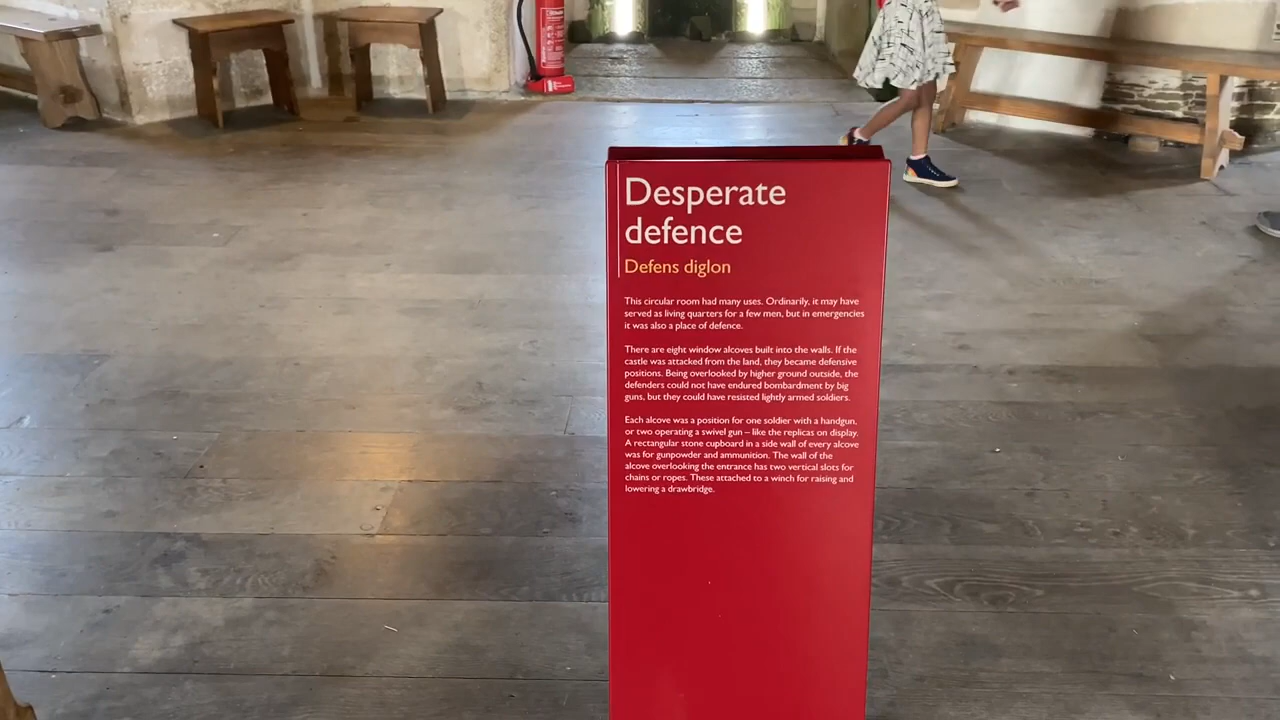 Desperate
defence
Defens diglon
This circular room had many uses. Ordinarily, it may have
served as living quarters for a few men, but in emergencies
it was also a place of defence.
There are eight window alcoves built into the walls. If the
castle was attacked from the land, they became defensive
positions. Being overlooked by higher ground outside, the
defenders could not have endured bombardment by big
guns, but they could have resisted lightly armed soldiers.
Each alcove was a position for one soldier with a handgun,
or two operating a swivel gun – like the replicas on display.
A rectangular stone cupboard in a side wall of every alcove
was for gunpowder and ammunition. The wall of the
alcove overlooking the entrance has two vertical slots for
chains or ropes. These attached to a winch for raising and
lowering a drawbridge.